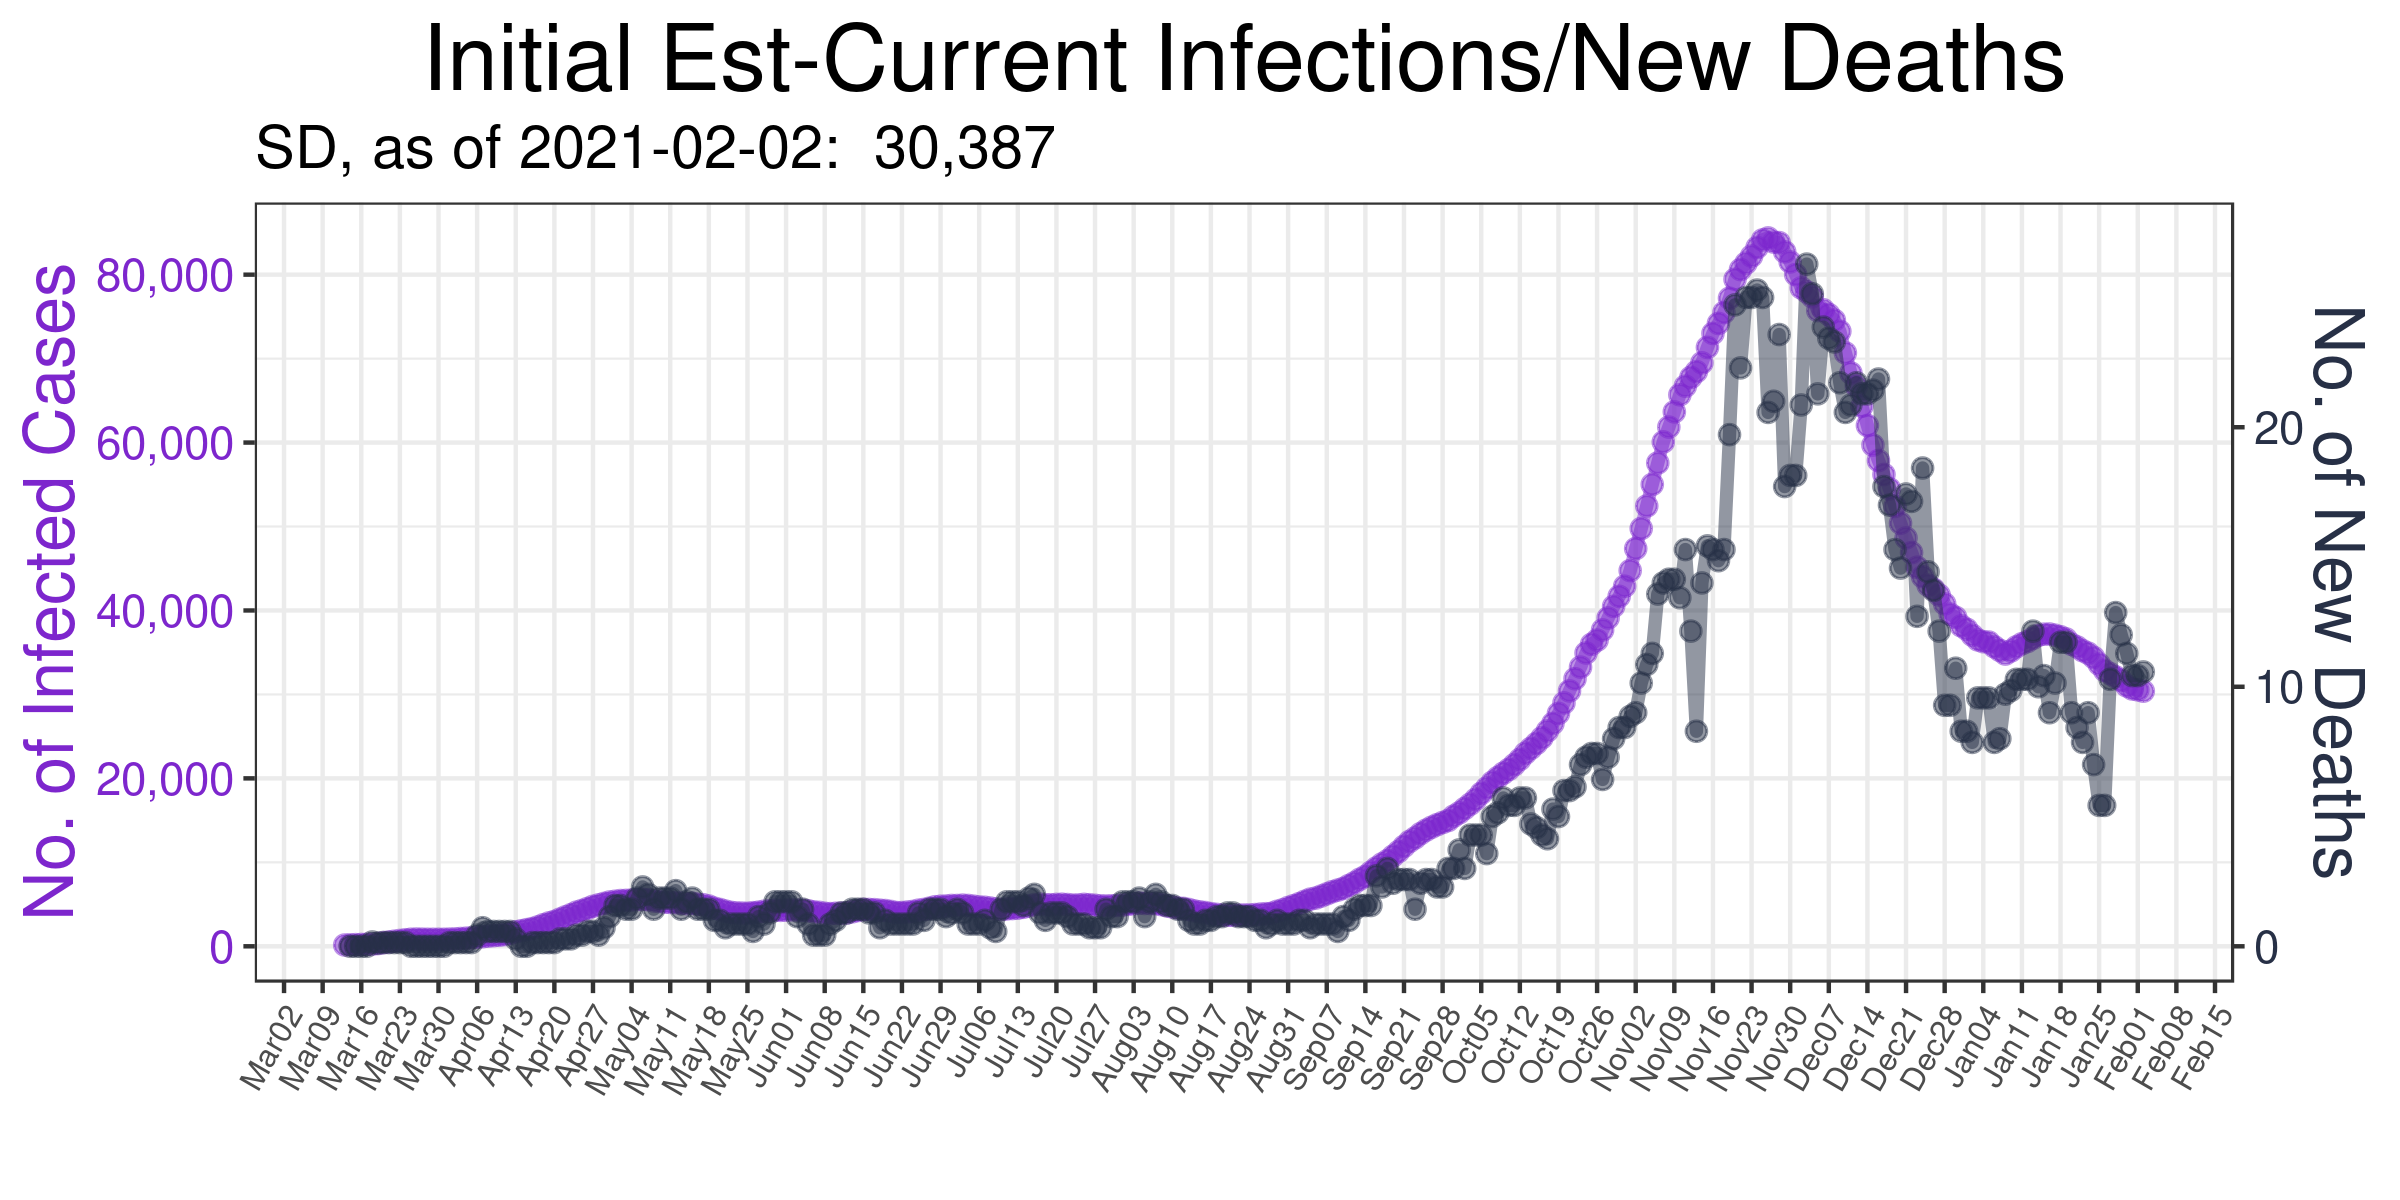 Initial Est-Current Infections/New Deaths
SD, as of 2021-02-02:  30,387
No. of Infected Cases
80,000
60,000
40,000
20,000
0
20
10
0
No. of New Deaths
Mar02
Mar09
Mar16
Mar23
Mar30
Apr06
Apr13
Apr20
Apr27
May04
May11
May18
May25
Jun01
Jun08
Jun15
Jun22
Jun29
Jul06
Jul13
Jul20
Jul27
Aug03
Aug10
Aug17
Aug24
Aug31
Sep07
Sep14
Sep21
Sep28
Oct05
Oct12
Oct19
Oct26
Nov02
Nov09
Nov16
Nov23
Nov30
Dec07
Dec14
Dec21
Dec28
Jan04
Jan11
Jan18
Jan25
Feb01
Feb08
Feb15